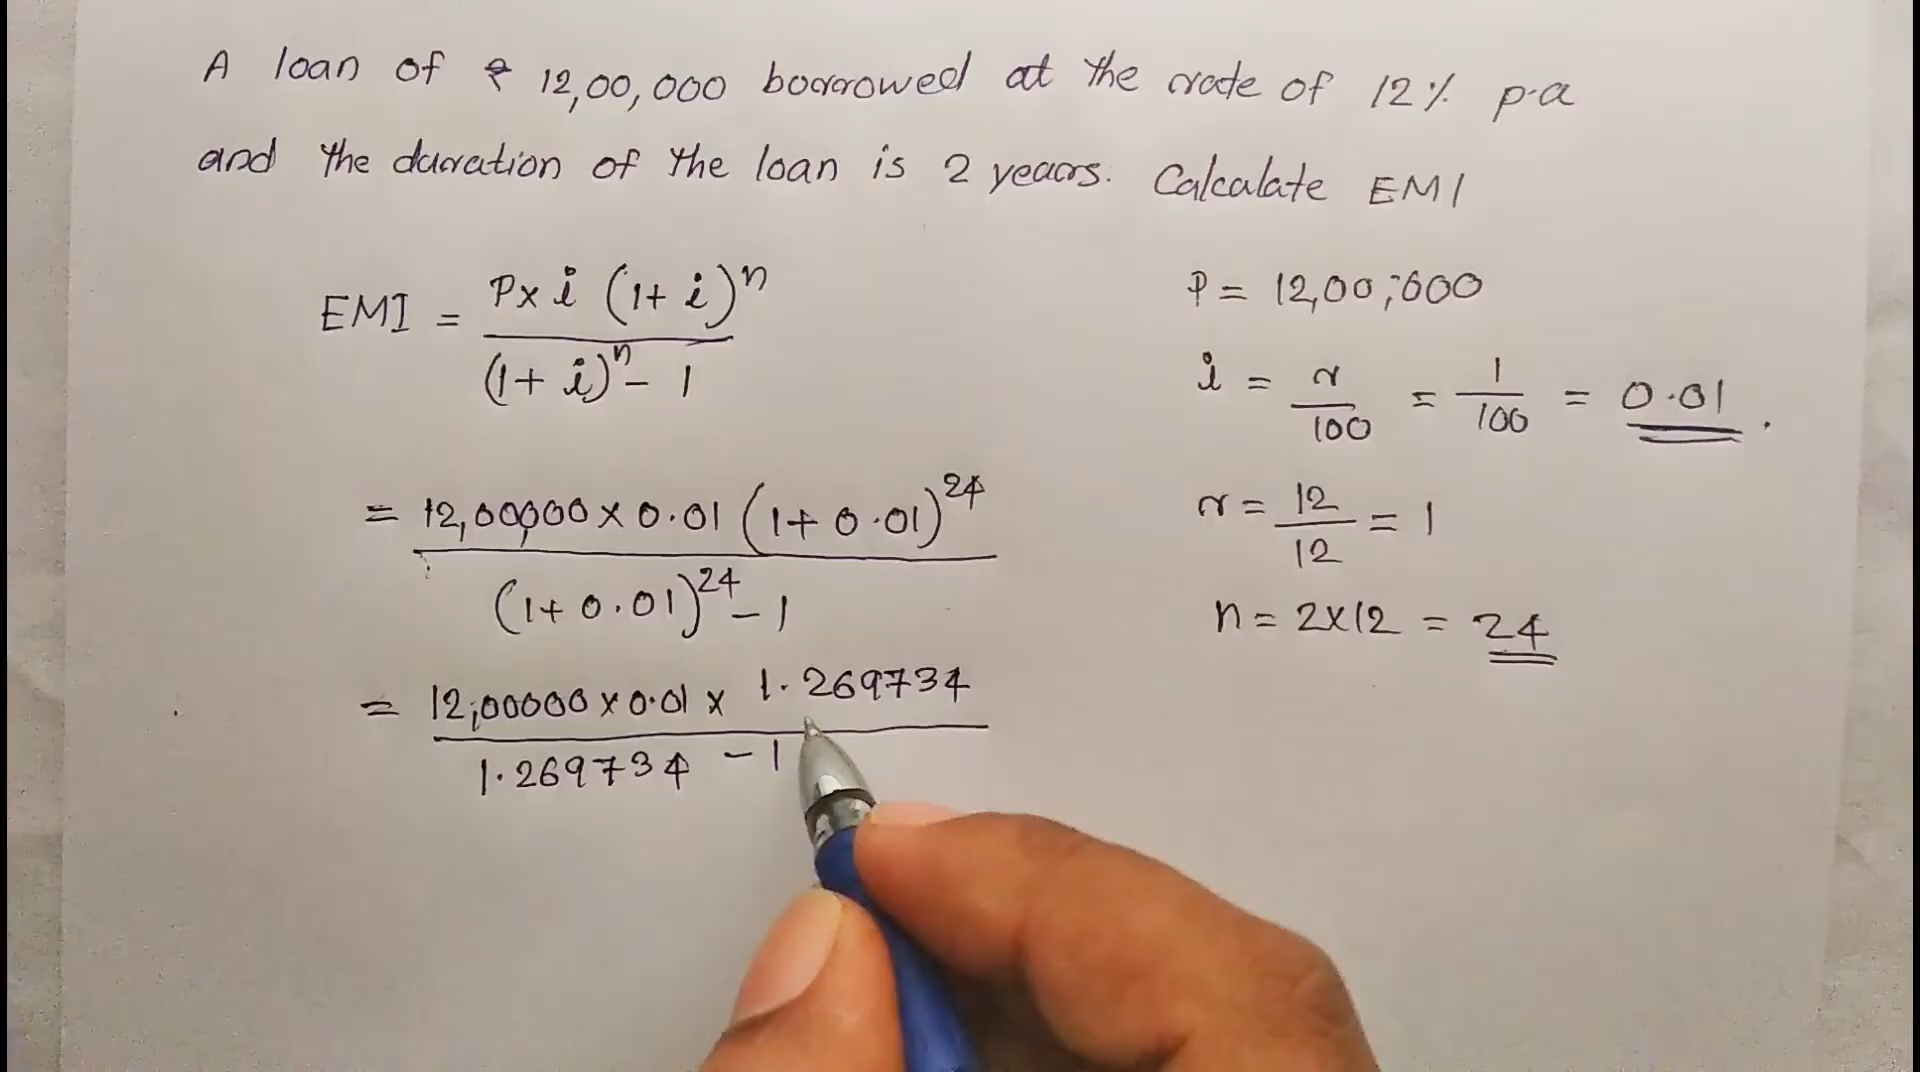 A loan of ₹ 12,00,000 borrowed at the rate of 12% p.a
and the duration of the loan is 2 years. Calculate EMI
EMI = P x i (1 + i)^n / (1 + i)^n - 1
P = 12,00,000
i = r/100 = 1/100 = 0.01
= 12,00,000 x 0.01 (1 + 0.01)^24 / (1 + 0.01)^24 - 1
r = 12/12 = 1
n = 2x12 = 24
= 12,00000 x 0.01 x 1.269734 / 1.269734 - 1